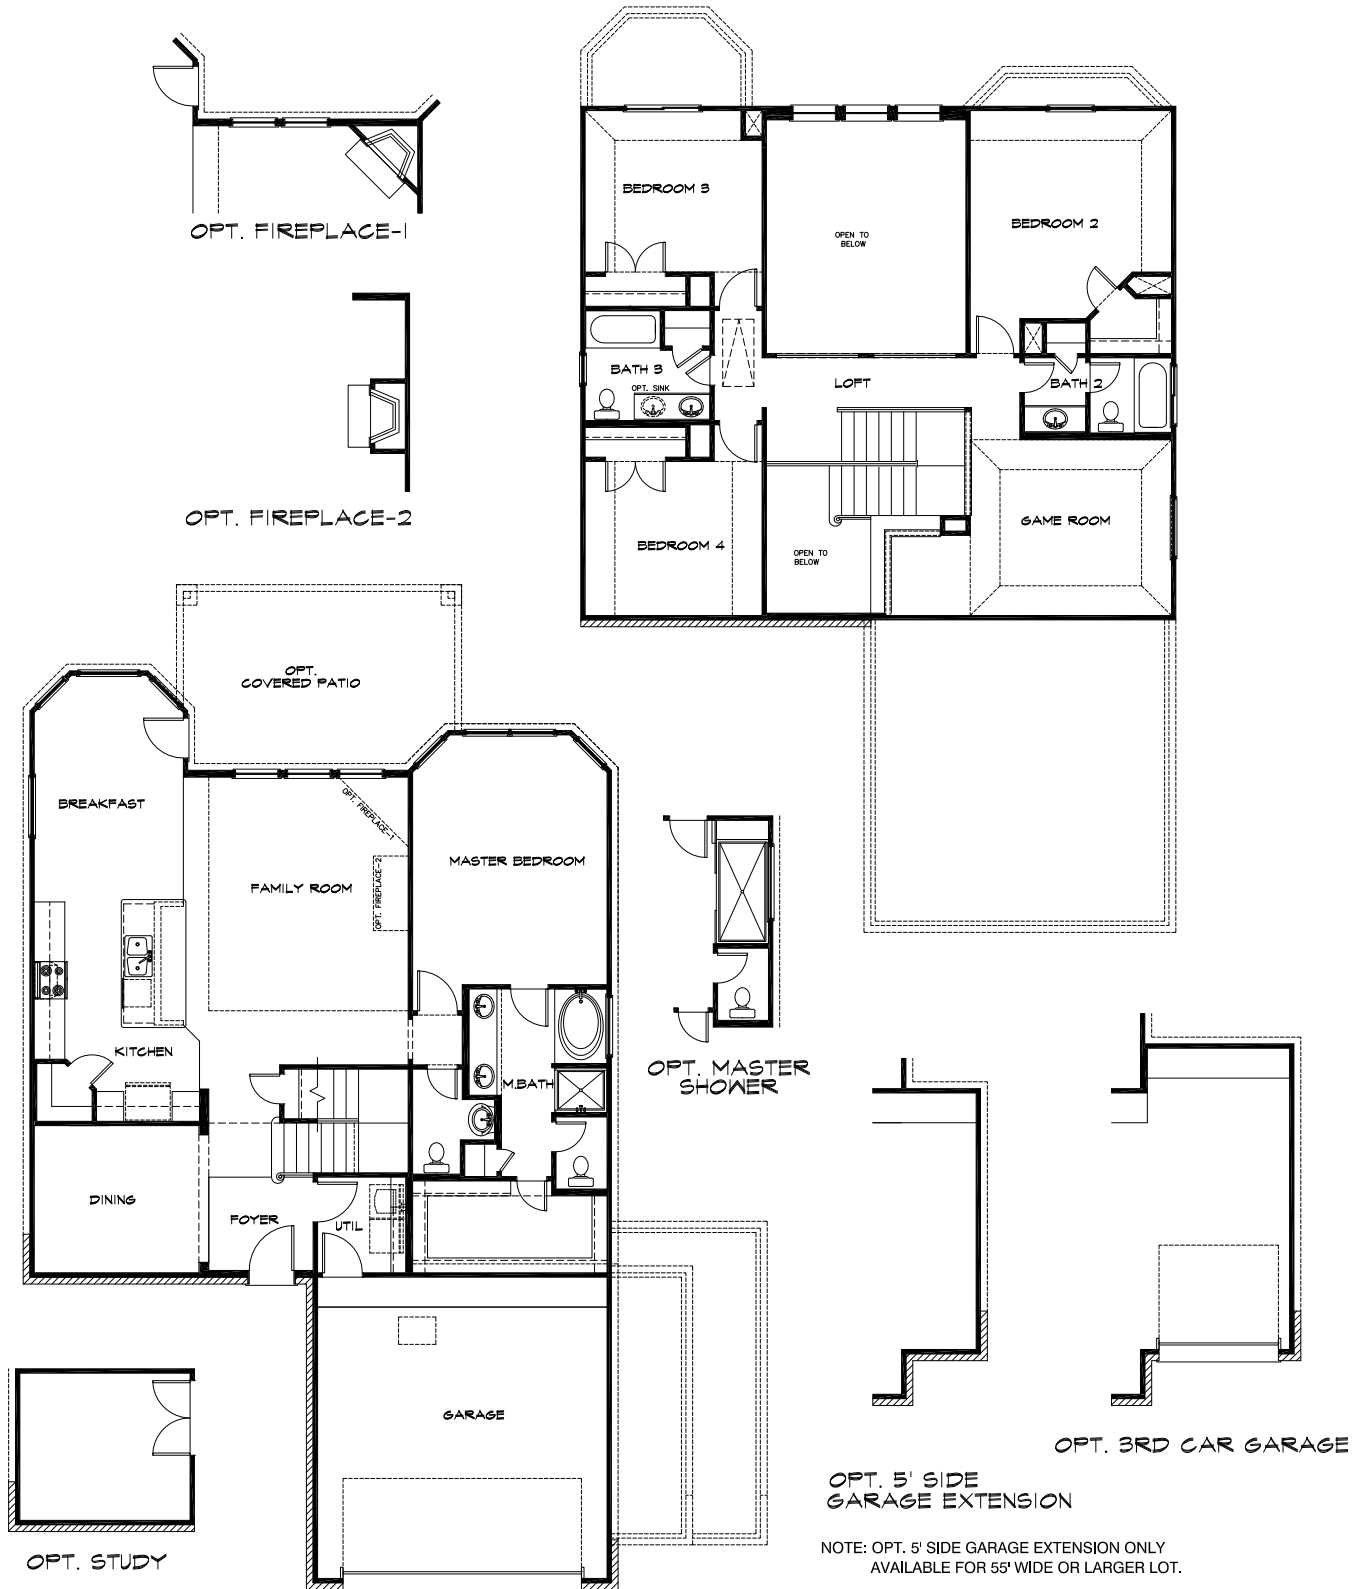 OPT. FIREPLACE-1
OPT. FIREPLACE-2
BEDROOM 3
OPEN TO
BELOW
BEDROOM 2
BATH 3
OPT. SINK
LOFT
BATH 2
BEDROOM 4
OPEN TO
BELOW
GAME ROOM
OPT.
COVERED PATIO
BREAKFAST
OPT. FIREPLACE-1
OPT. FIREPLACE-2
FAMILY ROOM
MASTER BEDROOM
KITCHEN
M.BATH
DINING
FOYER
UTIL
GARAGE
OPT. MASTER
SHOWER
OPT. STUDY
OPT. 3RD CAR GARAGE
OPT. 5' SIDE
GARAGE EXTENSION
NOTE: OPT. 5' SIDE GARAGE EXTENSION ONLY
AVAILABLE FOR 55' WIDE OR LARGER LOT.